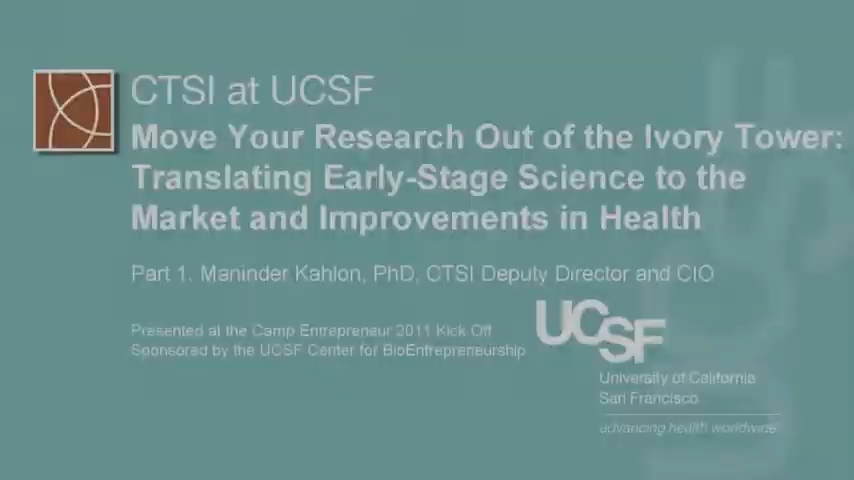 CTSI at UCSF
Move Your Research Out of the Ivory Tower:
Translating Early-Stage Science to the
Market and Improvements in Health
Part 1. Maninder Kahlon, PhD, CTSI Deputy Director and CIO
Presented at the Camp Entrepreneur 2011 Kick Off
Sponsored by the UCSF Center for BioEntrepreneurship
UCSF
University of California
San Francisco
advancing health worldwide